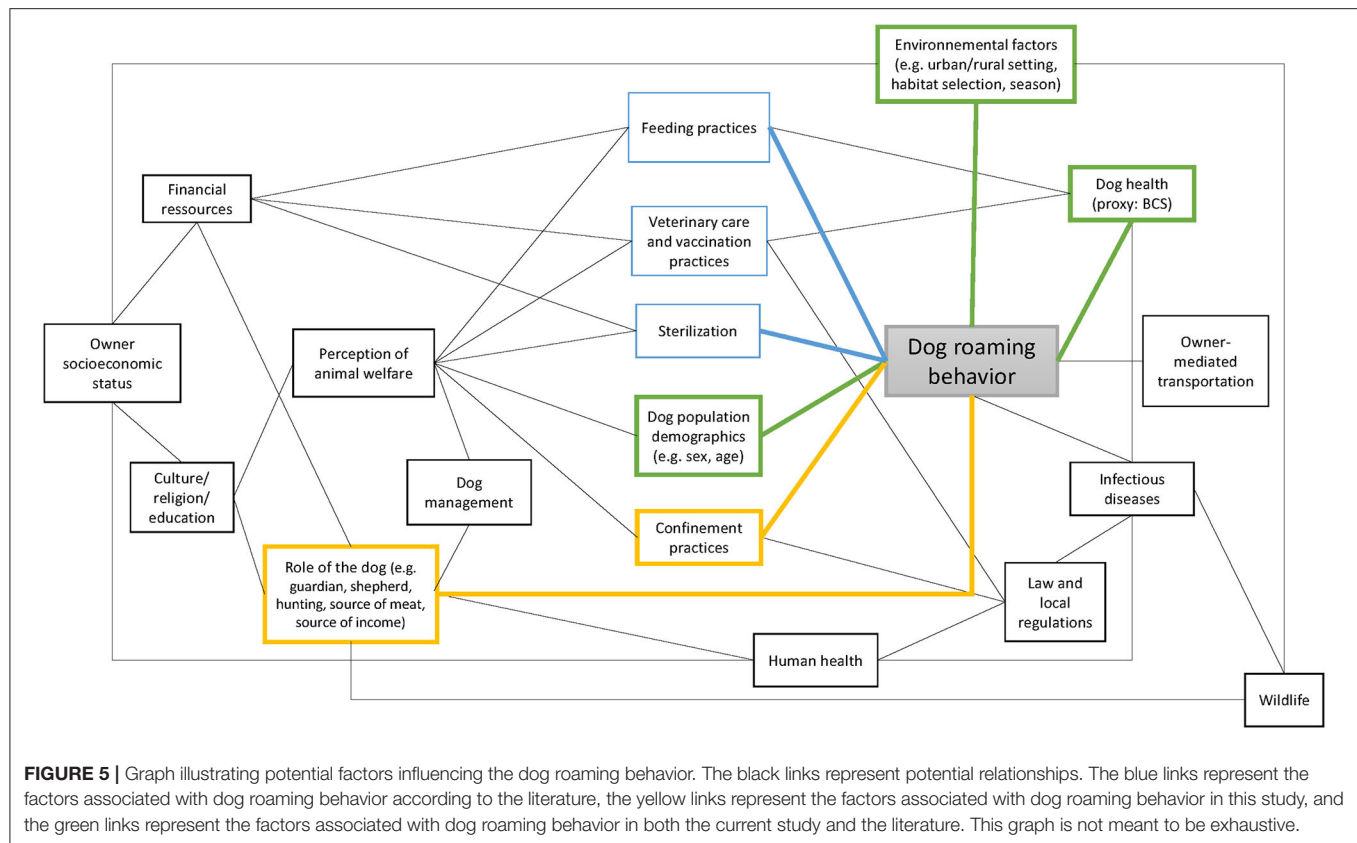 Environnemental factors
(e.g. urban/rural setting,
habitat selection, season)
Feeding practices
Financial
ressources
Dog health
(proxy: BCS)
Veterinary care
and vaccination
practices
Sterilization
Owner
socioeconomic
status
Perception of
animal welfare
Dog roaming
behavior
Owner-
mediated
transportation
Dog population
demographics
(e.g. sex, age)
Culture/
religion/
education
Dog
management
Infectious
diseases
Confinement
practices
Role of the dog (e.g.
guardian, shepherd,
hunting, source of meat,
source of income)
Law and
local
regulations
Human health
Wildlife
FIGURE 5 | Graph illustrating potential factors influencing the dog roaming behavior. The black links represent potential relationships. The blue links represent the
factors associated with dog roaming behavior according to the literature, the yellow links represent the factors associated with dog roaming behavior in this study, and
the green links represent the factors associated with dog roaming behavior in both the current study and the literature. This graph is not meant to be exhaustive.